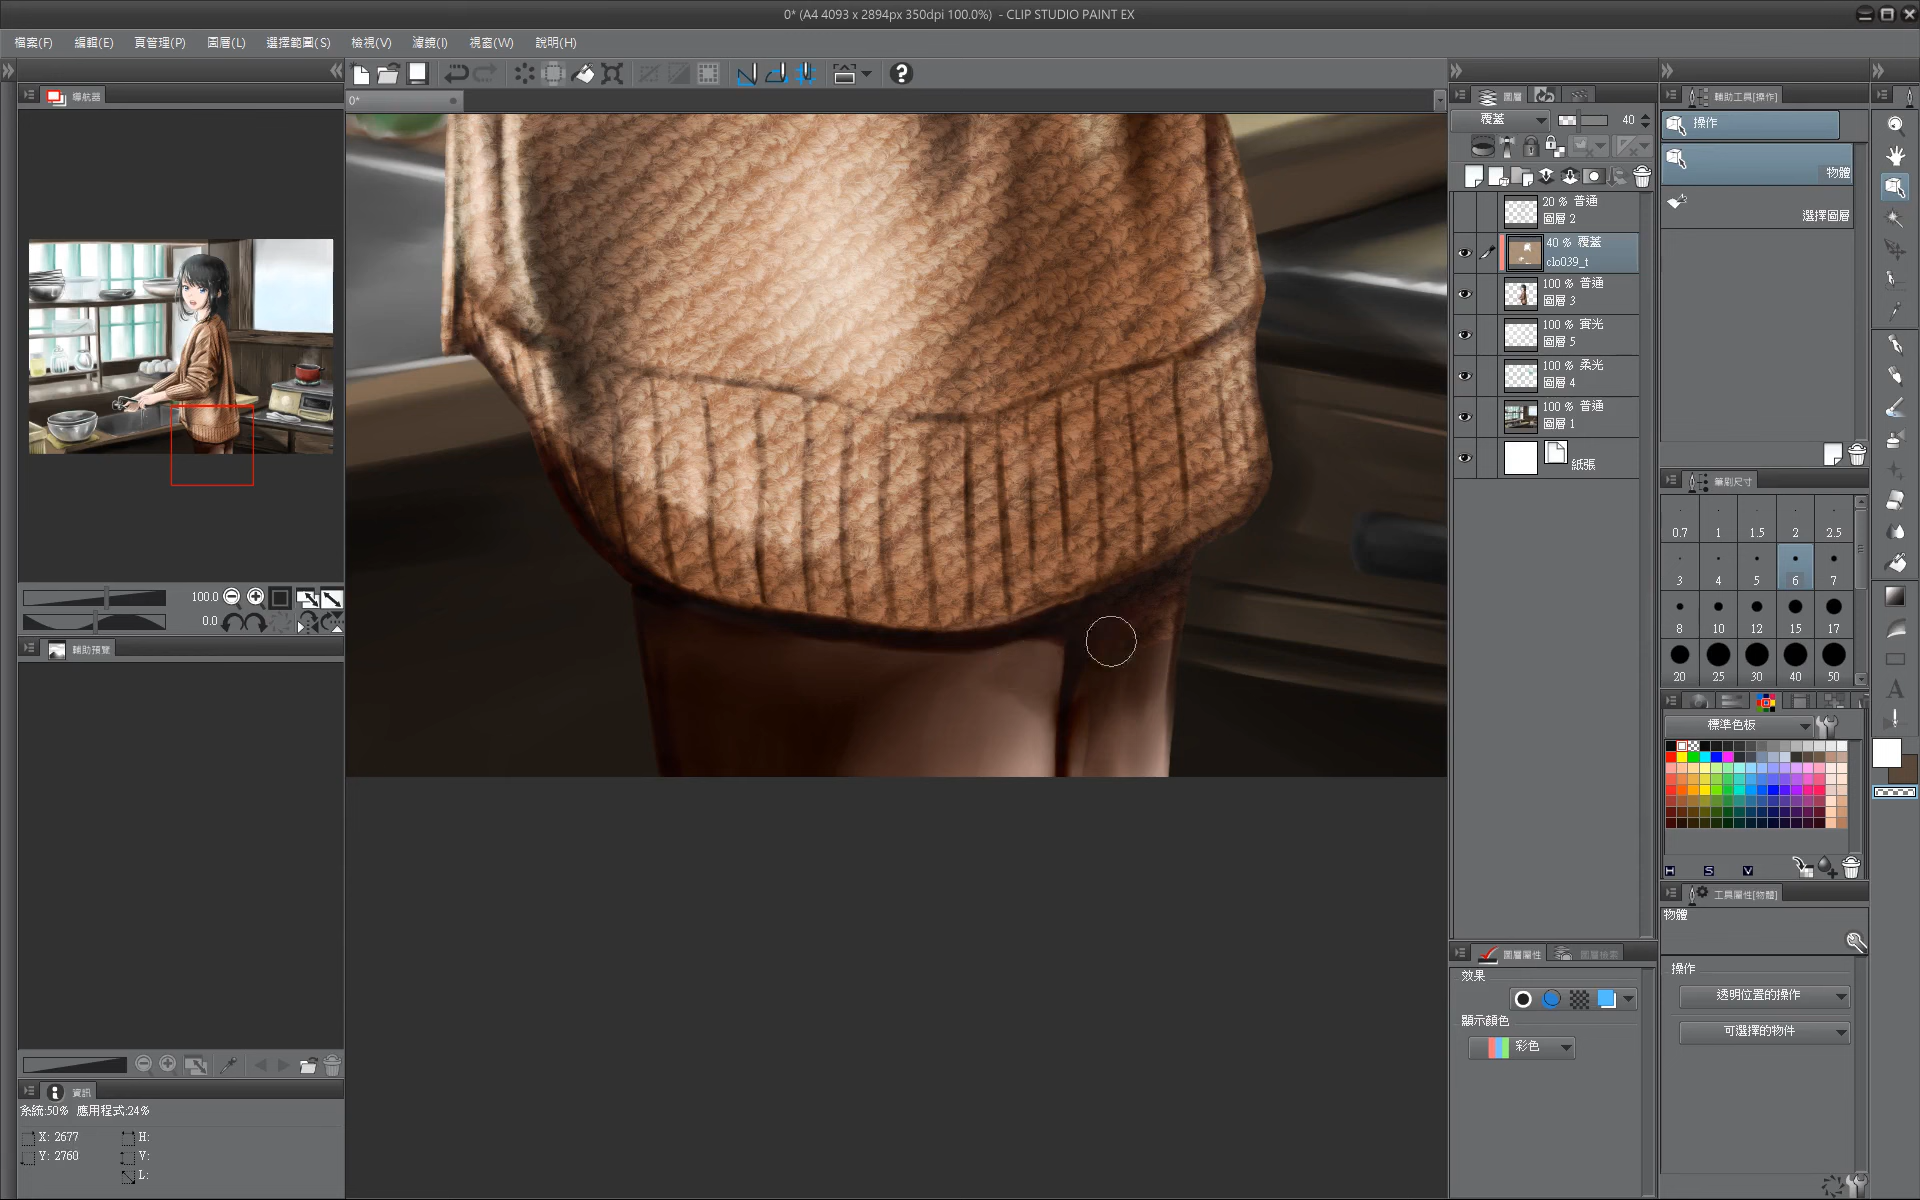 0* (A4 4093 x 2894px 350dpi 100.0%) - CLIP STUDIO PAINT EX
檔案(F) 編輯(E) 頁管理(P) 圖層(L) 選擇範圍(S) 檢視(V) 濾鏡(I) 視窗(W) 說明(H)
導航器
0*
圖層
輔助工具[操作]
覆蓋 40
操作
物體
選擇圖層
20 % 普通
圖層 2
40 % 覆蓋
clo039_t
100 % 普通
圖層 3
100 % 實光
圖層 5
100 % 柔光
圖層 4
100 % 普通
圖層 1
紙張
筆刷尺寸
0.7 1 1.5 2 2.5
3 4 5 6 7
8 10 12 15 17
20 25 30 40 50
100.0
0.0
輔助預覽
標準色板
H S V
工具屬性[物體]
物體
操作
透明位置的操作
可選擇的物件
圖層屬性
圖層檢索
效果
顯示顏色
彩色
資訊
系統:50% 應用程式:24%
X: 2677 H:
Y: 2760 V:
L:
A